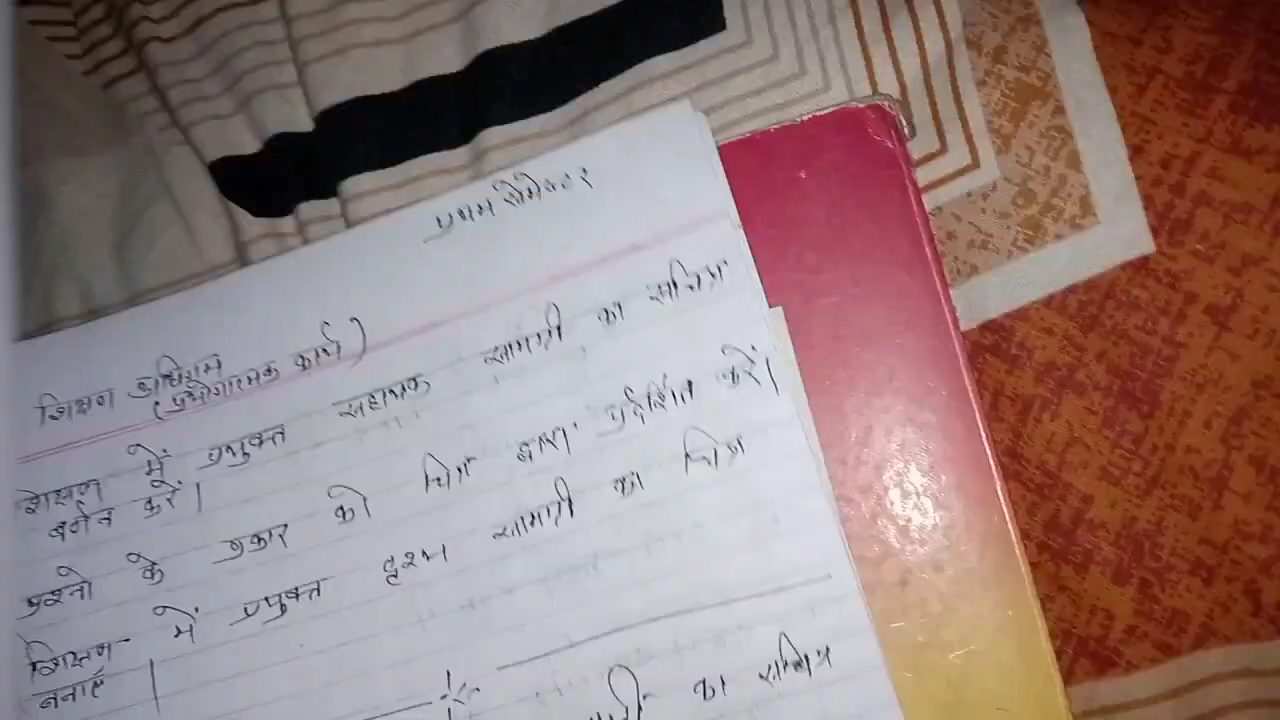 प्रथम सेमेस्टर
शिक्षण अधिगम
(प्रयोगात्मक कार्य)
शिक्षण में प्रयुक्त सहायक सामग्री का सचित्र
वर्णन करें।
प्रश्नो के प्रकार को चित्र द्वारा प्रदर्शित करें।
शिक्षण में प्रयुक्त दृश्य सामाग्री का चित्र
बनाएँ।
का सचित्र